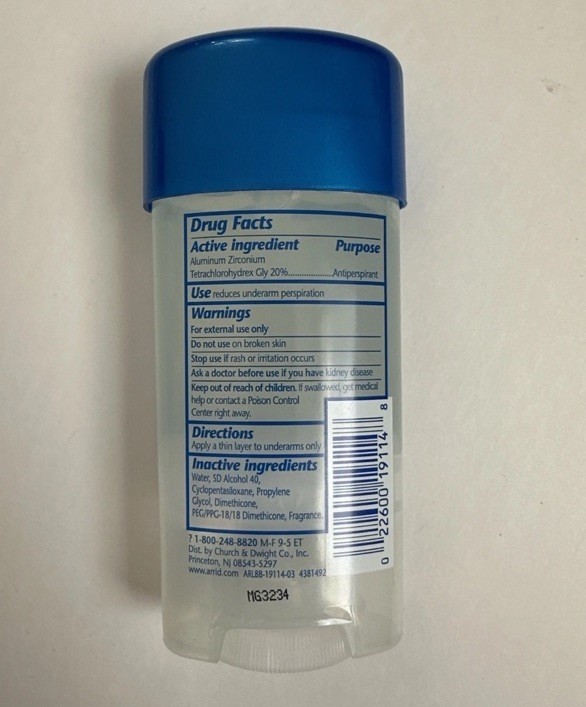 Drug Facts
Active ingredient Purpose
Aluminum Zirconium
Tetrachlorohydrex Gly 20%....................Antiperspirant
Use reduces underarm perspiration
Warnings
For external use only
Do not use on broken skin
Stop use if rash or irritation occurs
Ask a doctor before use if you have kidney disease
Keep out of reach of children. If swallowed, get medical
help or contact a Poison Control
Center right away.
Directions
Apply a thin layer to underarms only
Inactive ingredients
Water, SD Alcohol 40,
Cyclopentasiloxane, Propylene
Glycol, Dimethicone,
PEG/PPG-18/18 Dimethicone, Fragrance.
? 1-800-248-8820 M-F 9-5 ET
Dist. by Church & Dwight Co., Inc.
Princeton, NJ 08543-5297
www.arrid.com ARLBB-19114-03 4381492
MG3234
0 22600 19114 8